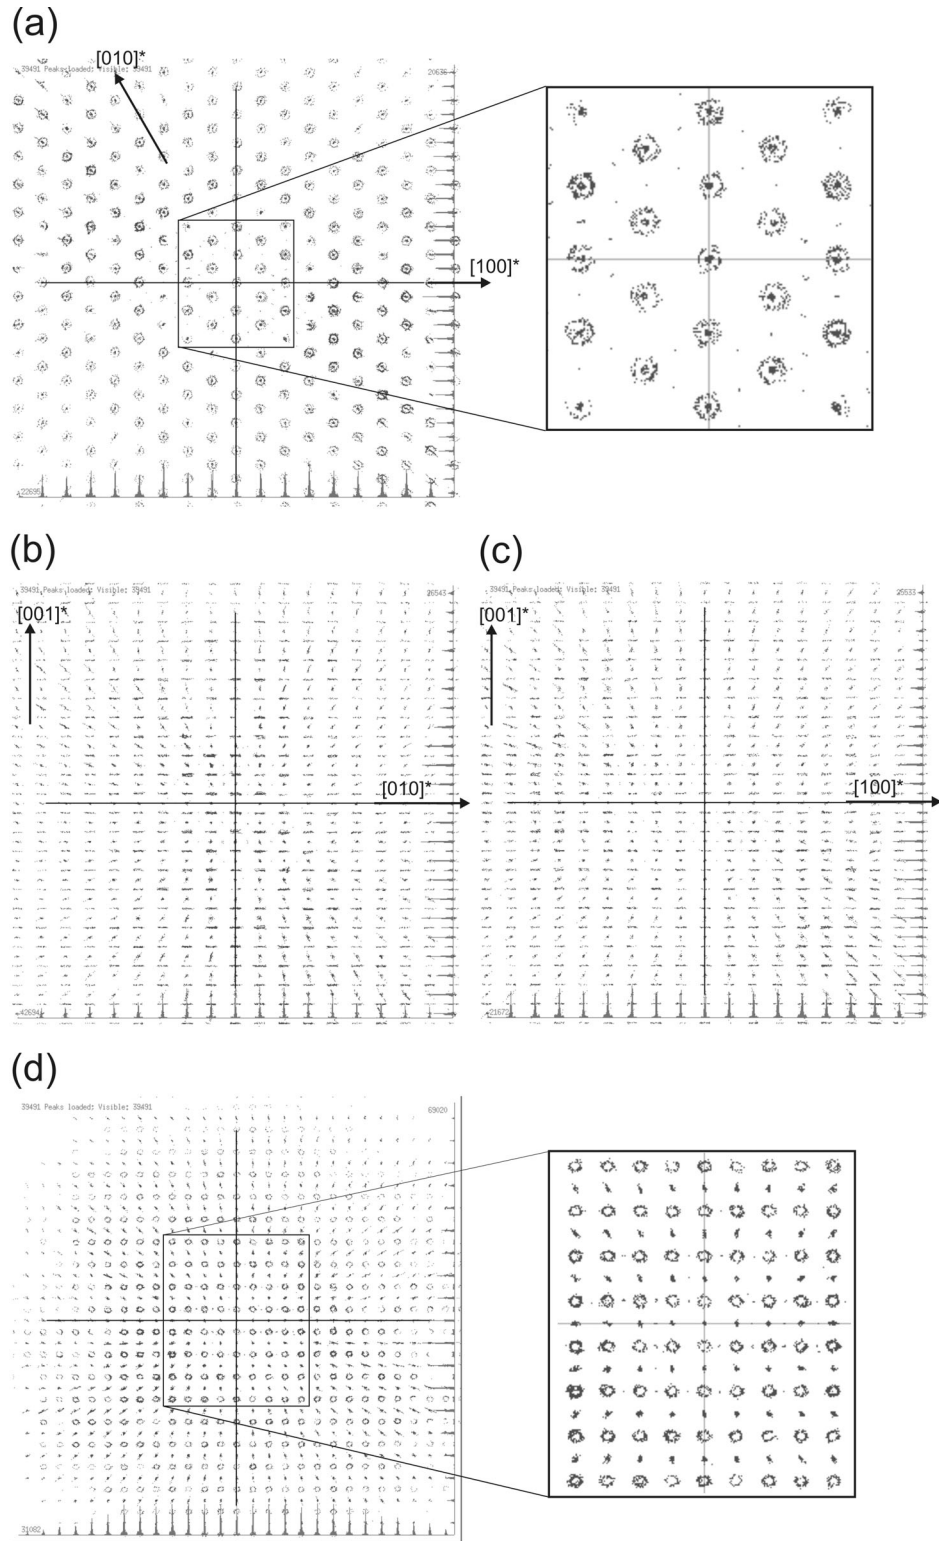 (a)
[010]*
39491 Peaks loaded: Visible: 39491
20635
[100]*
22695
(b)
(c)
39491 Peaks loaded: Visible: 39491
26543
39491 Peaks loaded: Visible: 39491
25533
[001]*
[001]*
[010]*
[100]*
42694
21672
(d)
39491 Peaks loaded: Visible: 39491
69020
31082